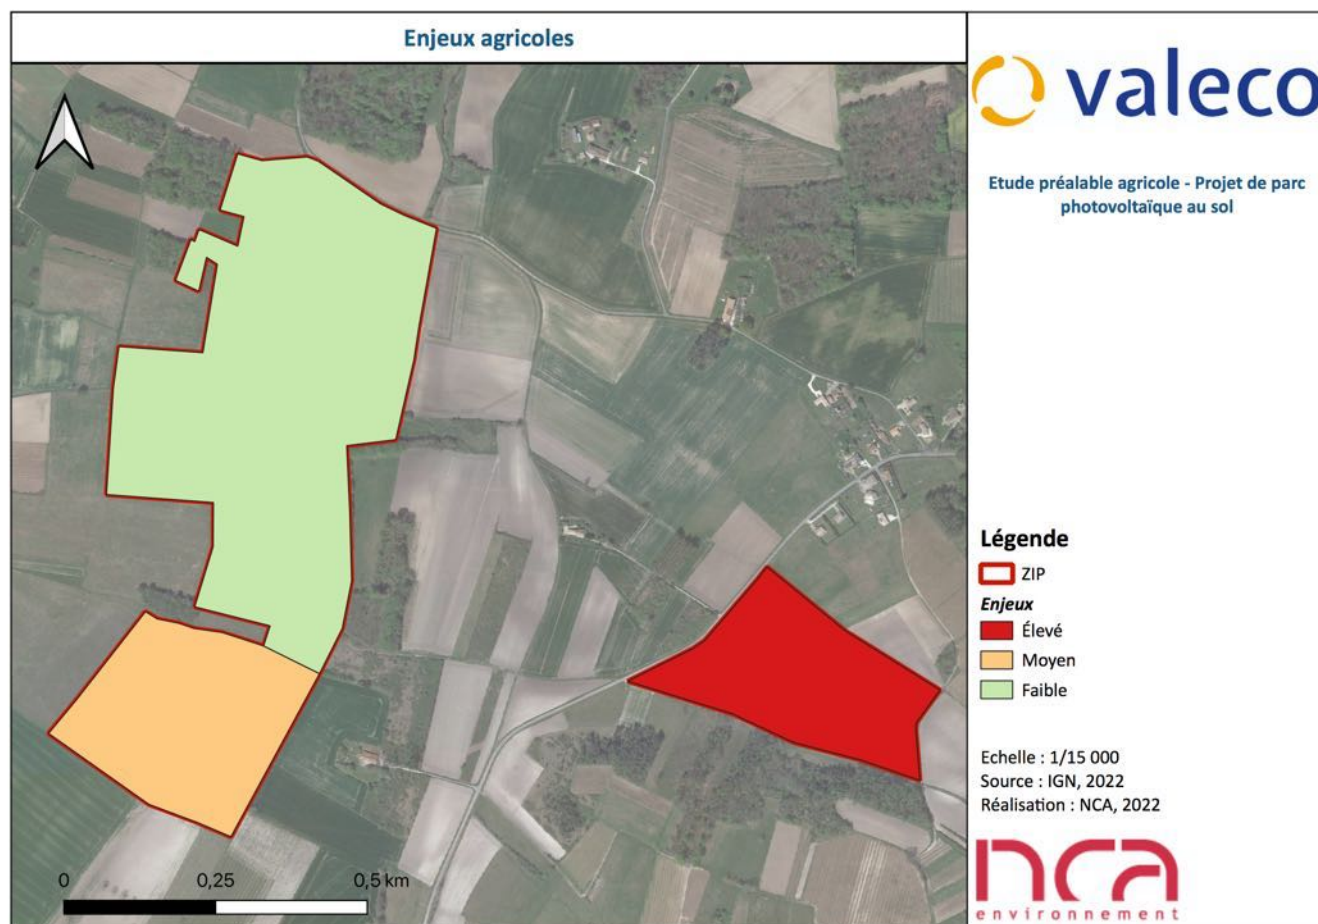 Enjeux agricoles
valeco
Etude préalable agricole - Projet de parc
photovoltaïque au sol
Légende
ZIP
Enjeux
Élevé
Moyen
Faible
Echelle : 1/15 000
Source : IGN, 2022
Réalisation : NCA, 2022
nca
environnement
0 0,25 0,5 km